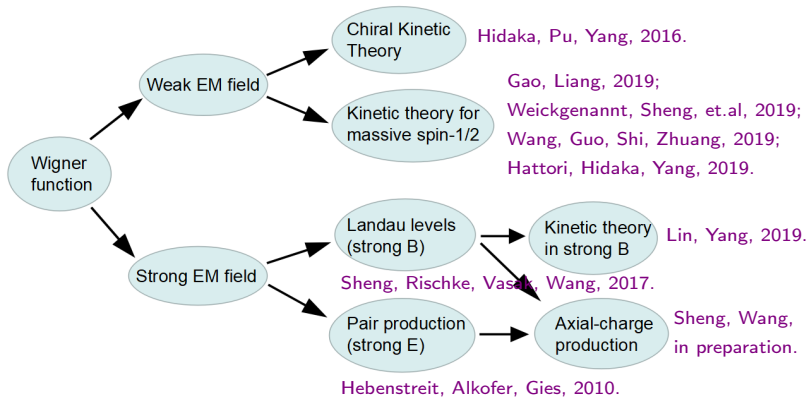 Chiral Kinetic
Theory
Hidaka, Pu, Yang, 2016.
Weak EM field
Gao, Liang, 2019;
Weickgenannt, Sheng, et.al, 2019;
Wang, Guo, Shi, Zhuang, 2019;
Hattori, Hidaka, Yang, 2019.
Kinetic theory for
massive spin-1/2
Wigner
function
Landau levels
(strong B)
Kinetic theory
in strong B
Lin, Yang, 2019.
Strong EM field
Sheng, Rischke, Vasak, Wang, 2017.
Pair production
(strong E)
Axial-charge
production
Sheng, Wang,
in preparation.
Hebenstreit, Alkofer, Gies, 2010.